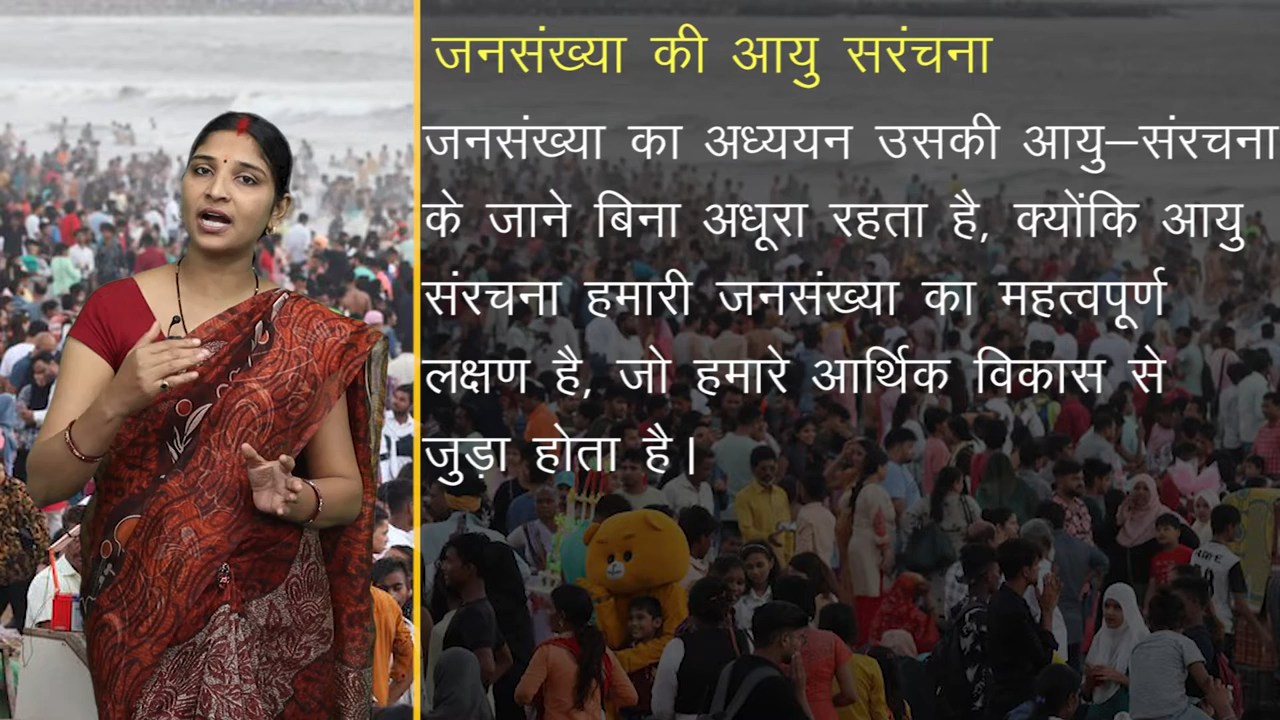 जनसंख्या की आयु सरंचना
जनसंख्या का अध्ययन उसकी आयु–संरचना
के जाने बिना अधूरा रहता है, क्योंकि आयु
संरचना हमारी जनसंख्या का महत्वपूर्ण
लक्षण है, जो हमारे आर्थिक विकास से
जुड़ा होता है।